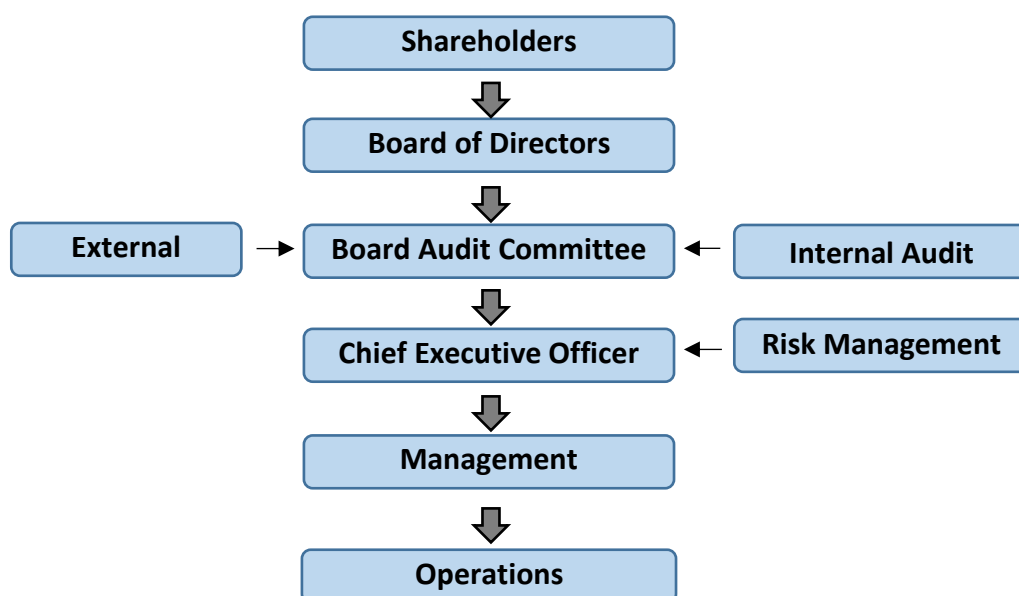 Shareholders
Board of Directors
External
Board Audit Committee
Internal Audit
Chief Executive Officer
Risk Management
Management
Operations